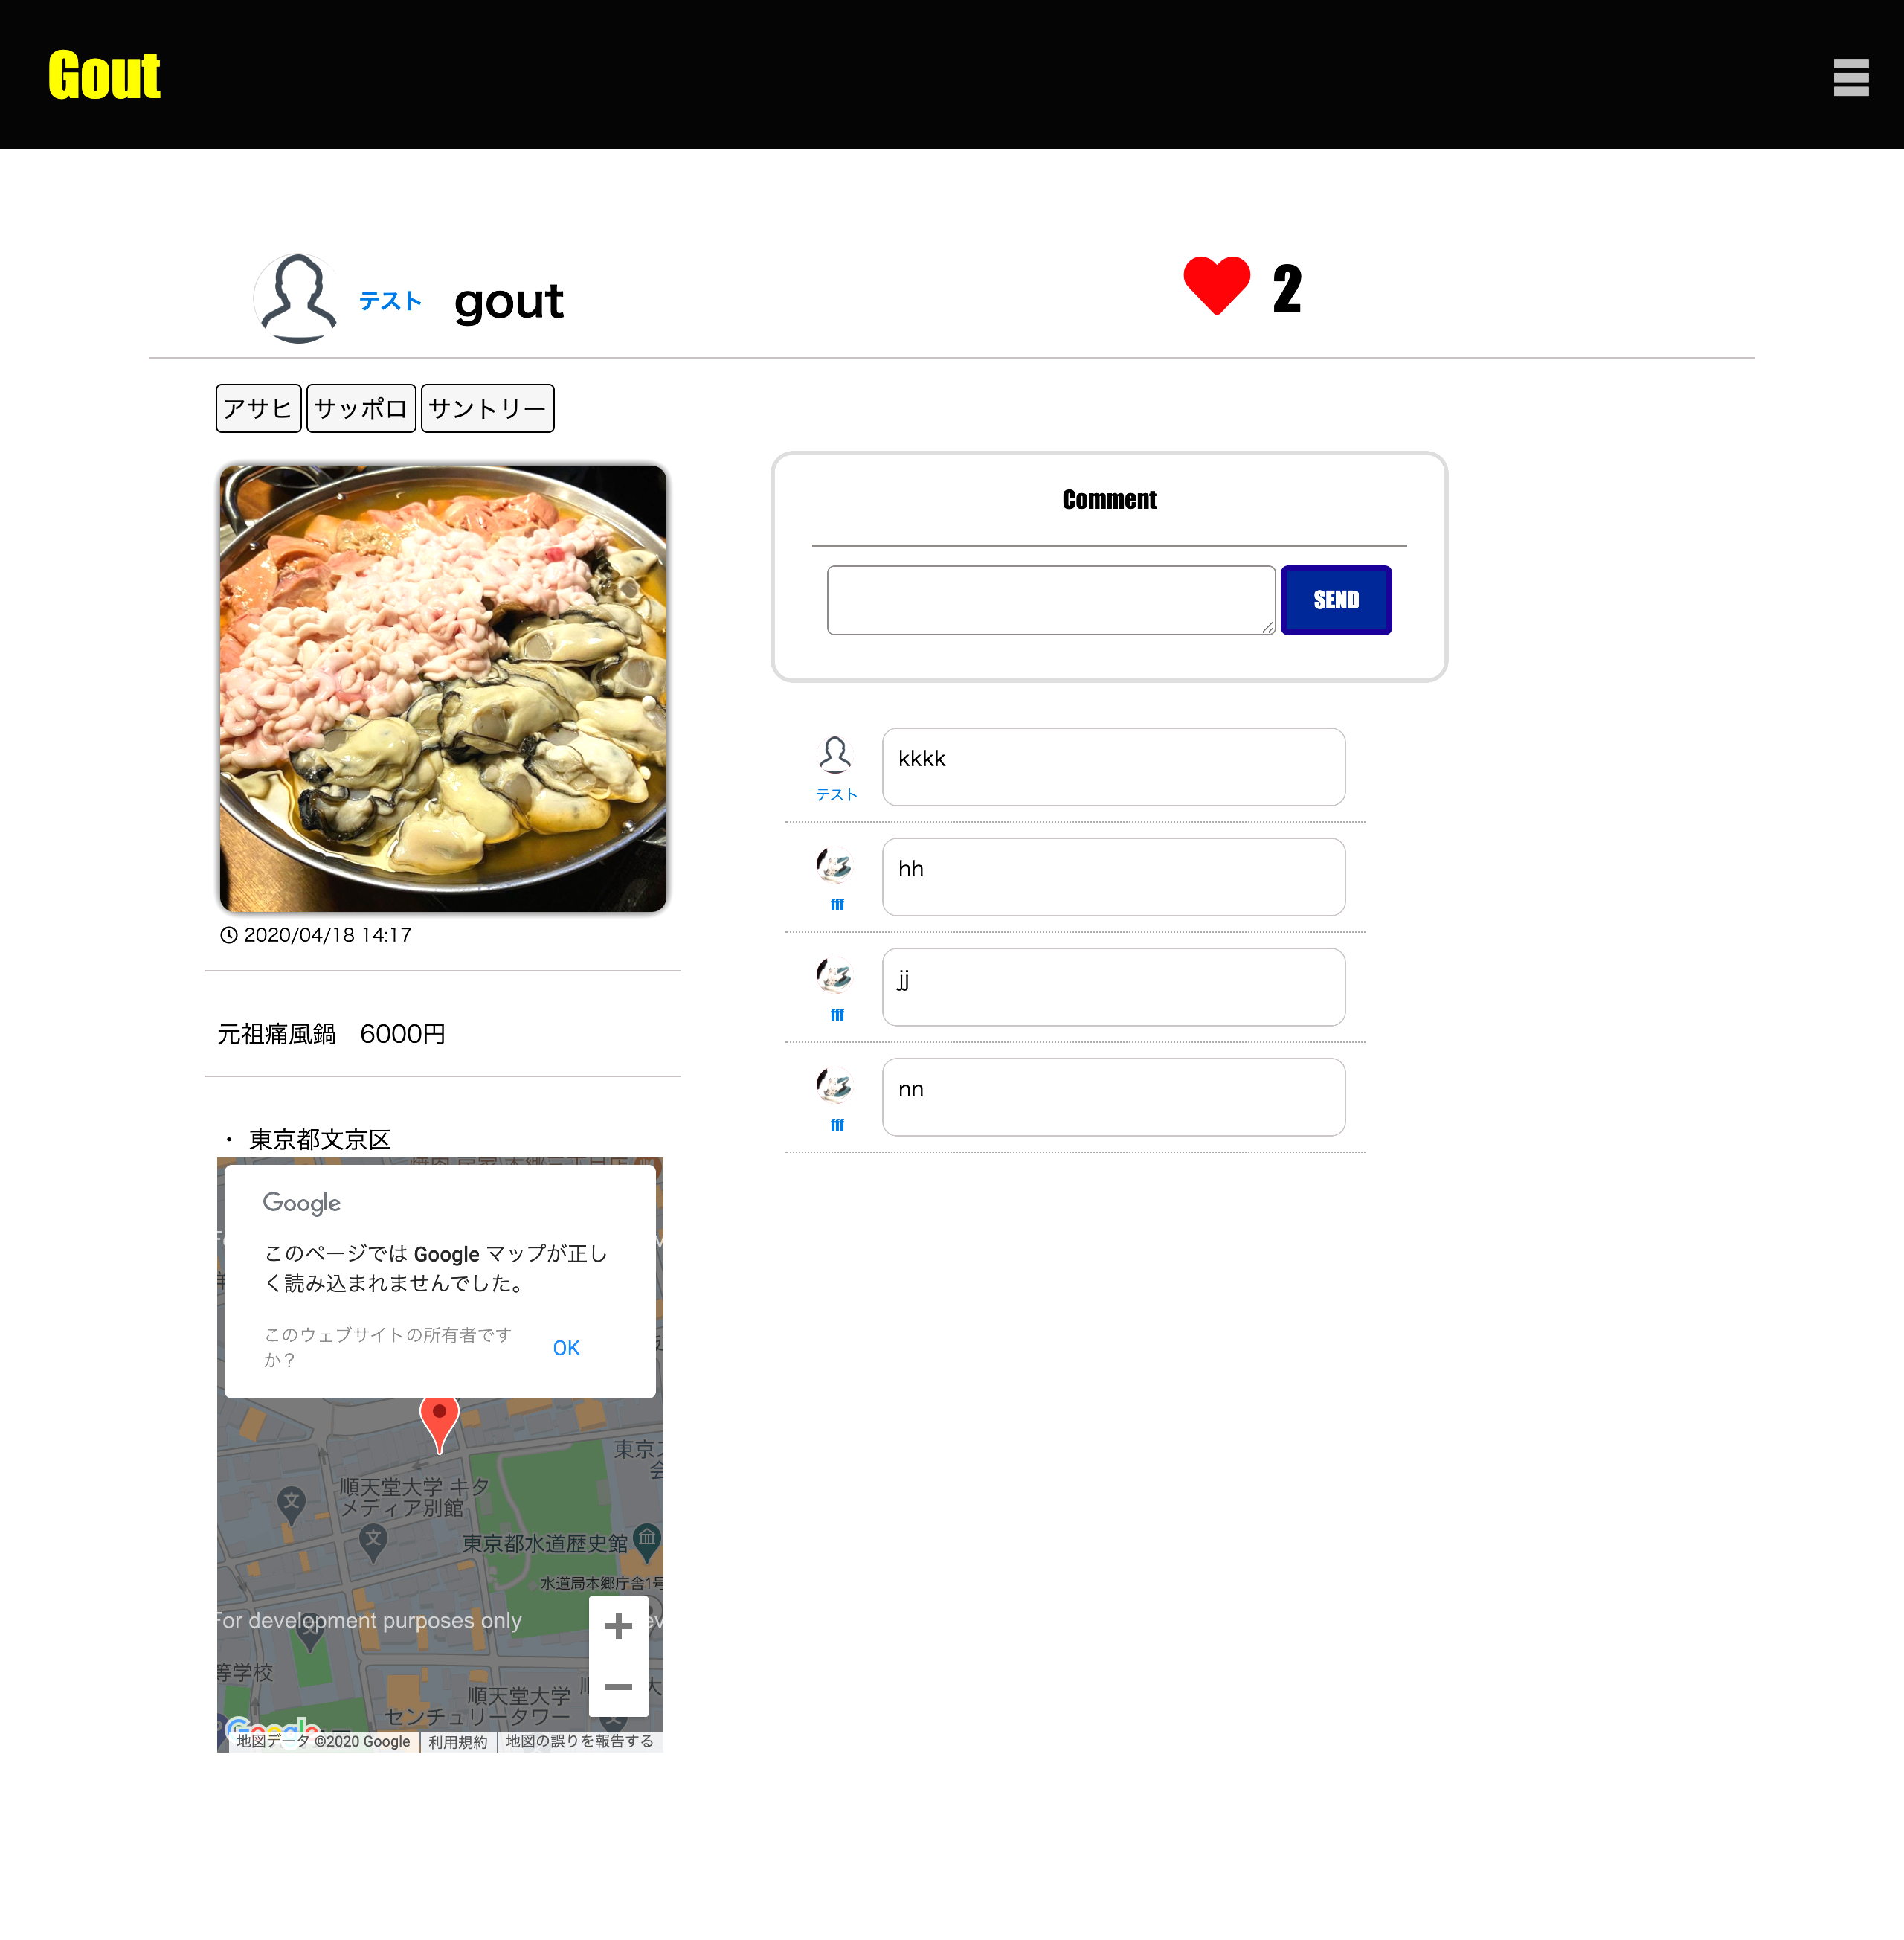 Gout
テスト gout 2
アサヒ サッポロ サントリー
2020/04/18 14:17
元祖痛風鍋　6000円
・ 東京都文京区
Google
このページでは Google マップが正し
く読み込まれませんでした。
このウェブサイトの所有者です
か？
OK
東京
順天堂大学 キタ
メディア別館
東京都水道歴史館
水道局本郷庁舎1号
For development purposes only
等学校
順天堂大学
センチュリータワー
Google
地図データ ©2020 Google 利用規約 地図の誤りを報告する
Comment
SEND
kkkk
テスト
hh
fff
jj
fff
nn
fff